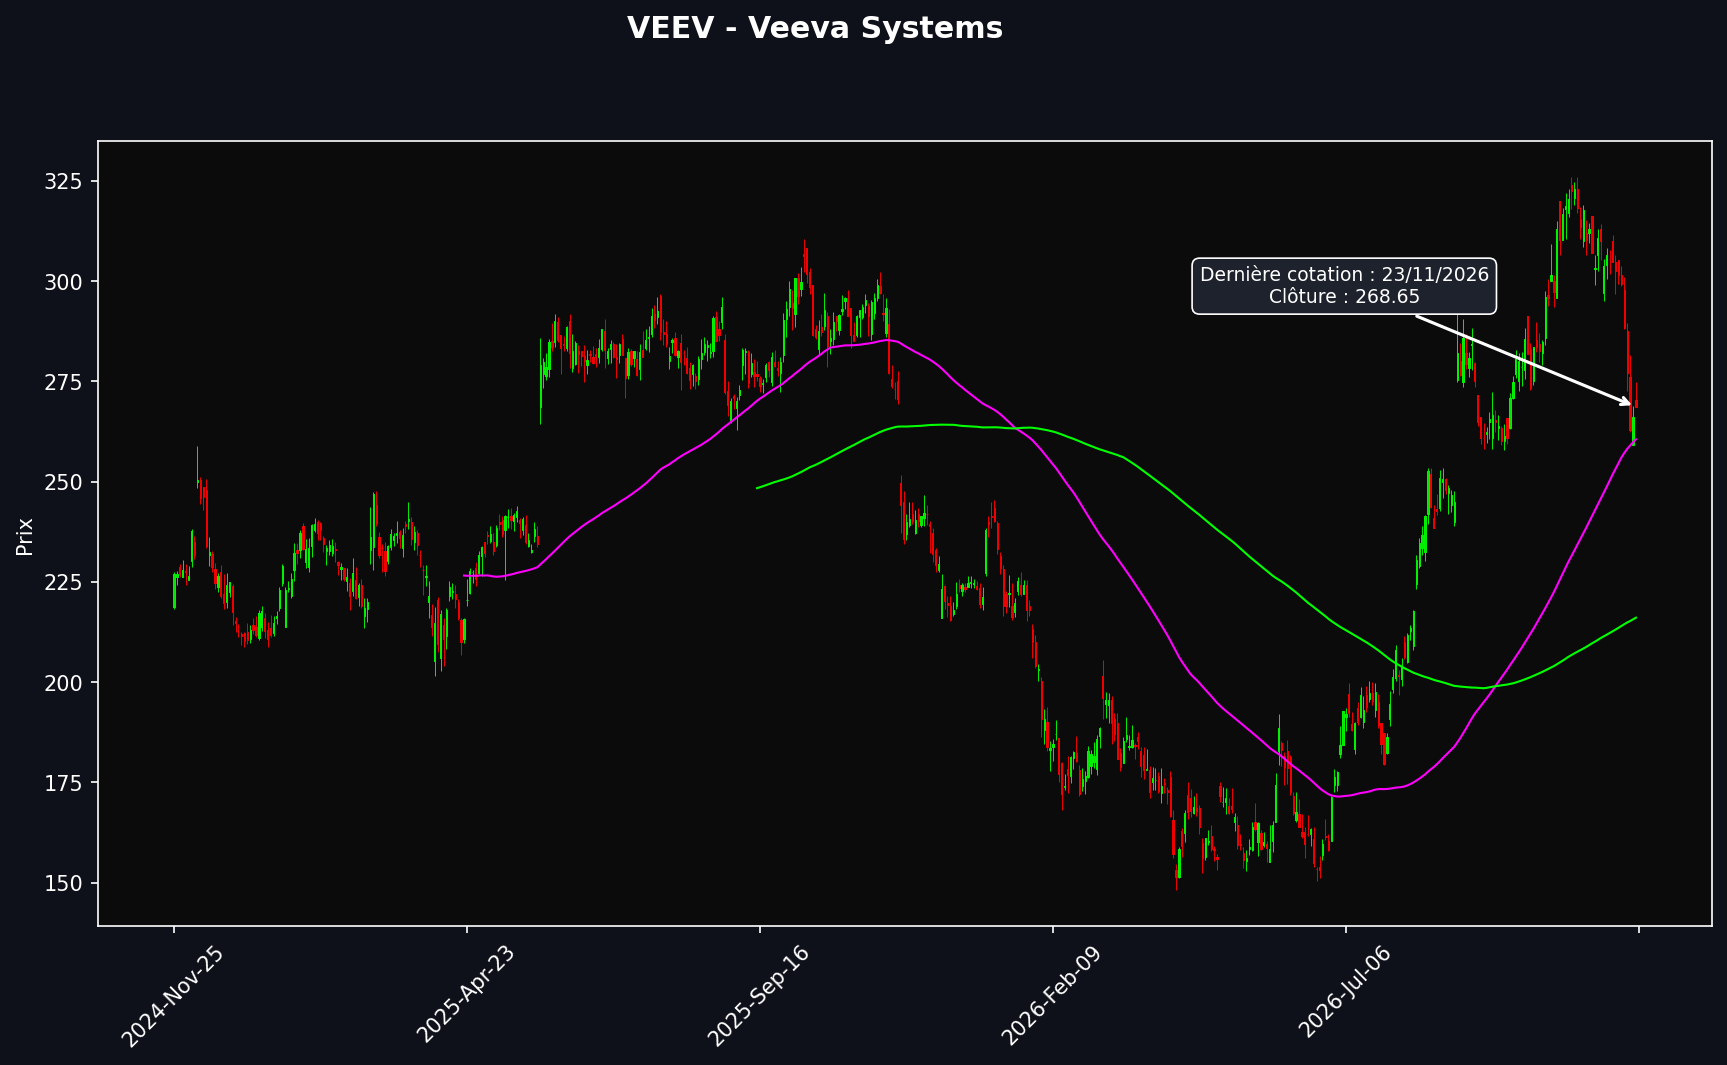 VEEV - Veeva Systems
Prix
325
300
275
250
225
200
175
150
Dernière cotation : 23/11/2026
Clôture : 268.65
2024-Nov-25
2025-Apr-23
2025-Sep-16
2026-Feb-09
2026-Jul-06